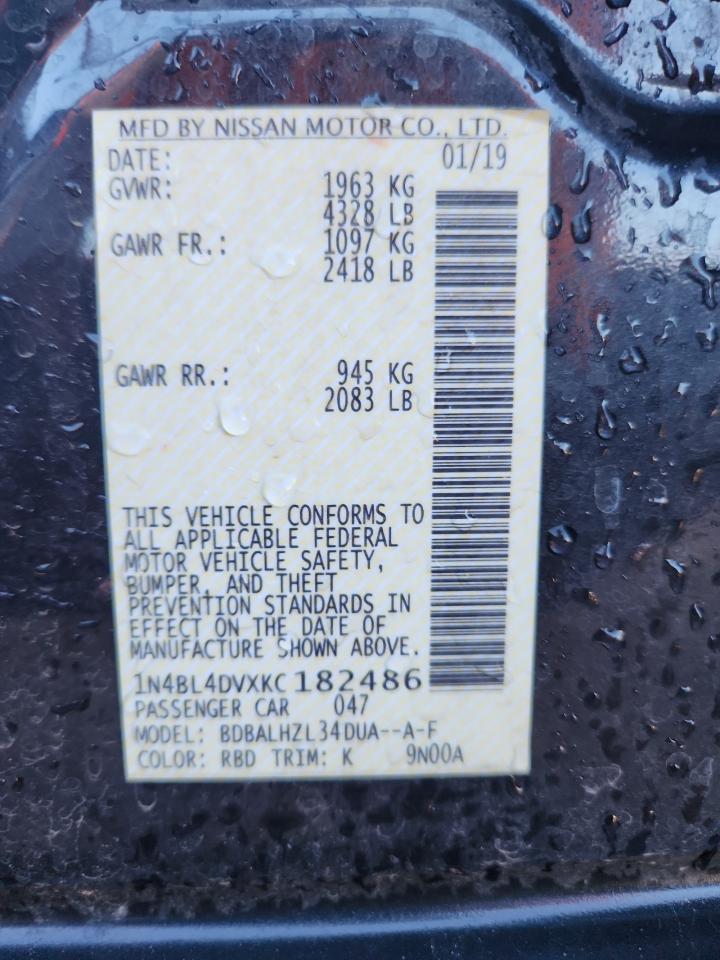 MFD BY NISSAN MOTOR CO., LTD.
DATE: 01/19
GVWR: 1963 KG
4328 LB
GAWR FR.: 1097 KG
2418 LB
GAWR RR.: 945 KG
2083 LB
THIS VEHICLE CONFORMS TO
ALL APPLICABLE FEDERAL
MOTOR VEHICLE SAFETY,
BUMPER, AND THEFT
PREVENTION STANDARDS IN
EFFECT ON THE DATE OF
MANUFACTURE SHOWN ABOVE.
1N4BL4DVXKC182486
PASSENGER CAR 047
MODEL: BDBALHZL34DUA--A-F
COLOR: RBD TRIM: K 9N00A